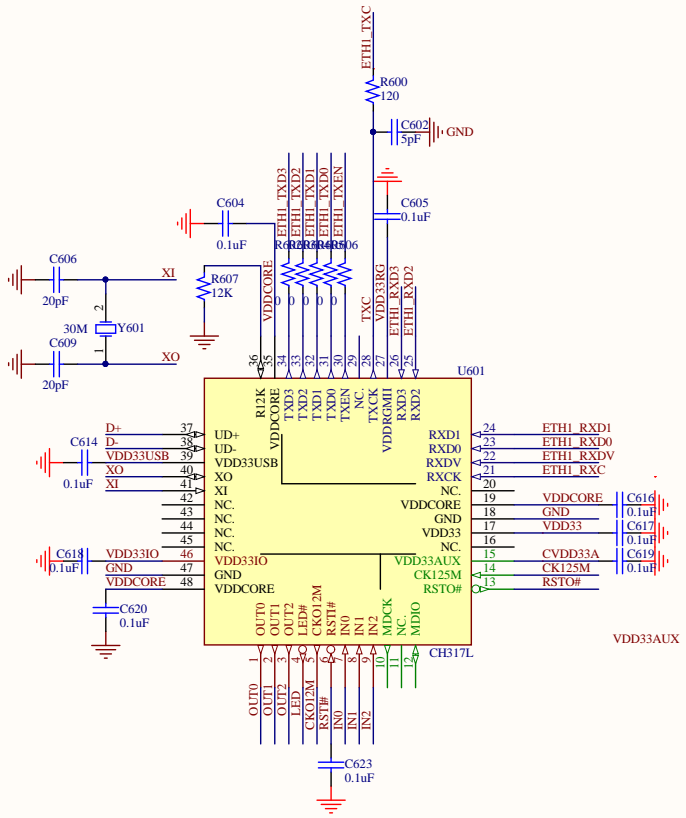 ETH1_TXC
R600
120
C602
5pF
GND
ETH1_TXD3
ETH1_TXD2
ETH1_TXD1
ETH1_TXD0
ETH1_TXEN
C604
0.1uF
C605
0.1uF
C606
20pF
XI
R607
12K
VDDCORE
0
0
TXC
VDD33RG
ETH1_RXD3
ETH1_RXD2
2
30M
Y601
1
C609
20pF
XO
36
35
34
33
32
31
30
29
28
27
26
25
U601
R12K
VDDCORE
TXD3
TXD2
TXD1
TXD0
TXEN
NC.
TXCK
VDDRGMII
RXD3
RXD2
D+
37
UD+
RXD1
24
ETH1_RXD1
D-
38
UD-
RXD0
23
ETH1_RXD0
C614
0.1uF
VDD33USB
39
VDD33USB
RXDV
22
ETH1_RXDV
XO
40
XO
RXCK
21
ETH1_RXC
XI
41
XI
NC.
20
42
NC.
VDDCORE
19
VDDCORE
C616
0.1uF
43
NC.
GND
18
GND
44
NC.
VDD33
17
VDD33
C617
0.1uF
45
NC.
NC.
16
C618
0.1uF
VDD33IO
46
VDD33IO
VDD33AUX
15
CVDD33A
C619
0.1uF
GND
47
GND
CK125M
14
CK125M
VDDCORE
48
VDDCORE
RSTO#
13
RSTO#
C620
0.1uF
OUT0
OUT1
OUT2
LED#
CKO12M
RSTI#
IN0
IN1
IN2
MDCK
NC.
MDIO
VDD33AUX
CH317L
1
2
3
4
5
6
7
8
9
10
11
12
OUT0
OUT1
OUT2
LED
CKO12M
RSTI#
IN0
IN1
IN2
C623
0.1uF